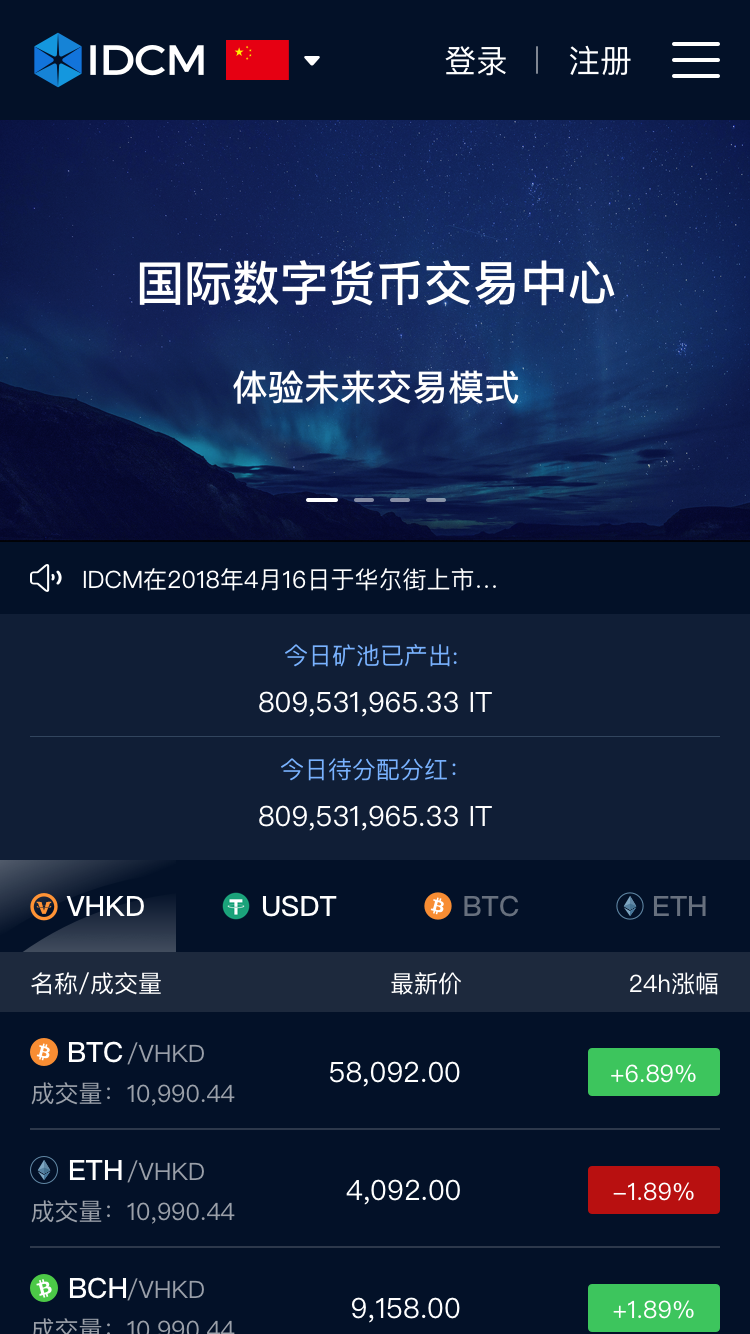 IDCM 登录 注册
国际数字货币交易中心
体验未来交易模式
IDCM在2018年4月16日于华尔街上市...
今日矿池已产出:
809,531,965.33 IT
今日待分配分红:
809,531,965.33 IT
VHKD USDT BTC ETH
名称/成交量 最新价 24h涨幅
BTC/VHKD
58,092.00 +6.89%
成交量：10,990.44
ETH/VHKD
4,092.00 –1.89%
成交量：10,990.44
BCH/VHKD
9,158.00 +1.89%
成交量：10,990.44